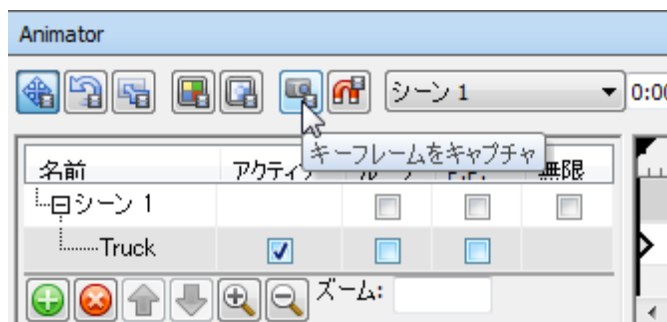 Animator
シーン 1
0:00
キーフレームをキャプチャ
名前 アクティブ ループ P.P. 無限
シーン 1
Truck
ズーム: